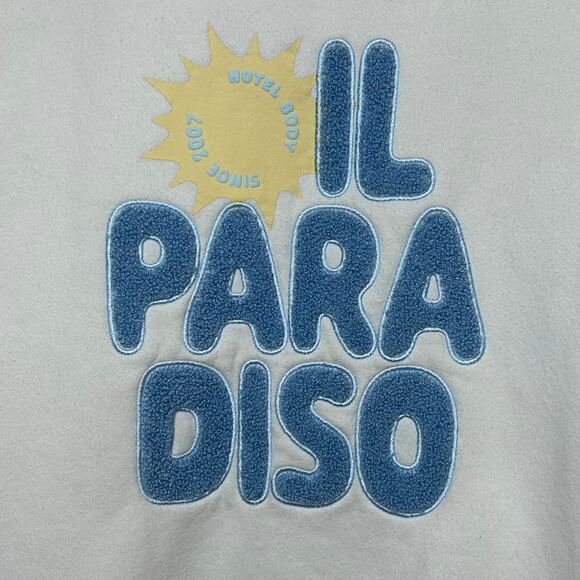 HOTEL BODY
SINCE 2007
IL
PARA
DISO